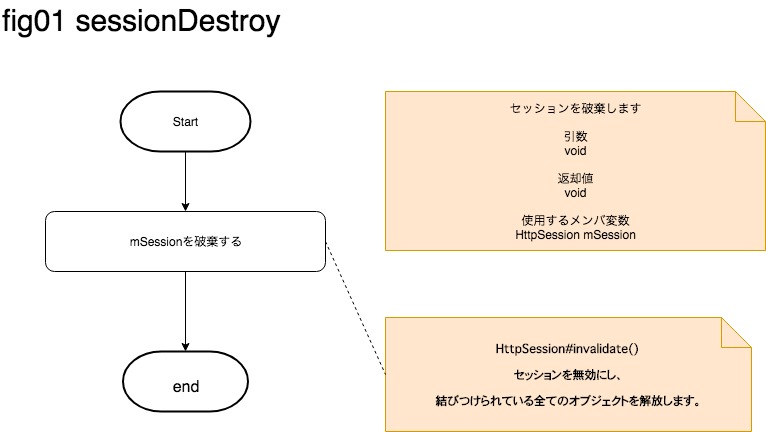 fig01 sessionDestroy
Start
mSessionを破棄する
end
セッションを破棄します
引数
void
返却値
void
使用するメンバ変数
HttpSession mSession
HttpSession#invalidate()
セッションを無効にし、
結びつけられている全てのオブジェクトを解放します。